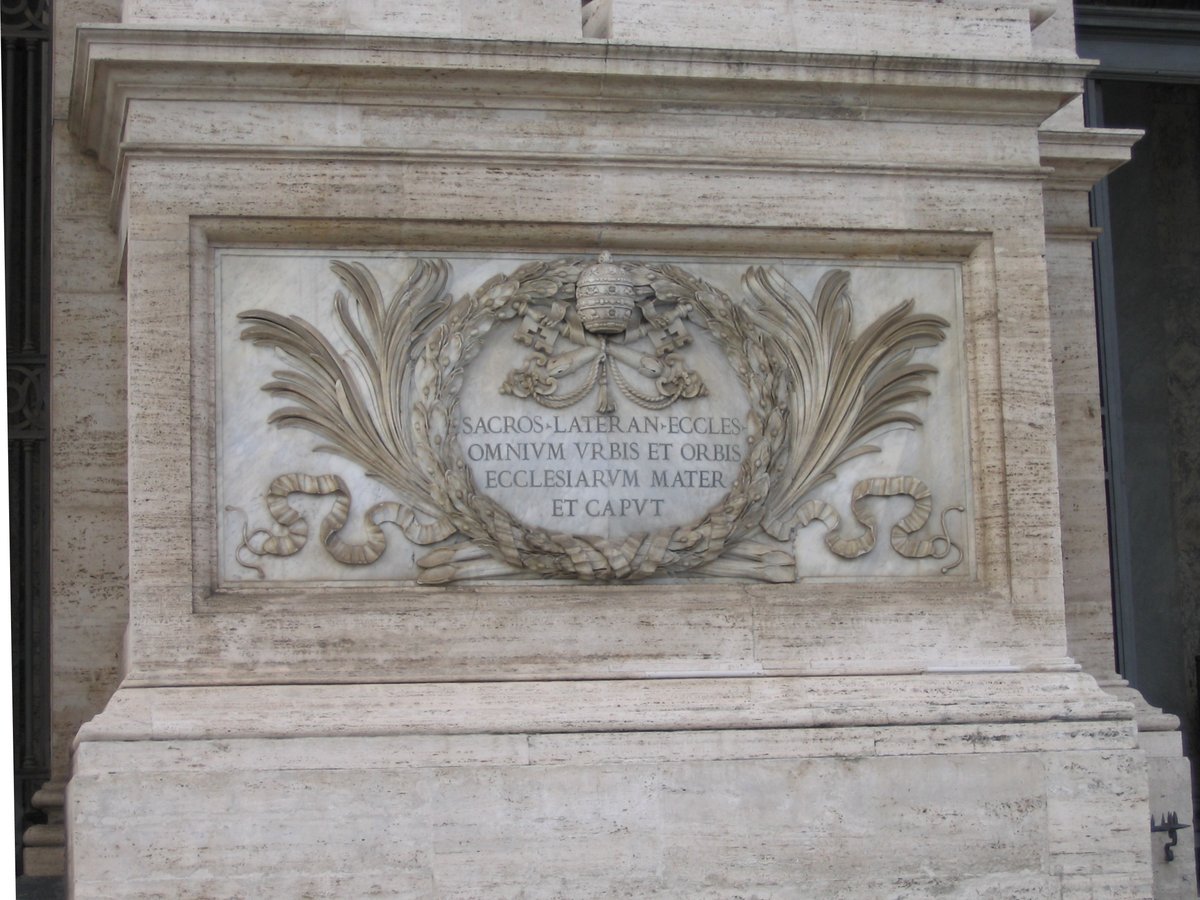 SACROS·LATERAN·ECCLES·
OMNIVM VRBIS ET ORBIS
ECCLESIARVM MATER
ET CAPVT